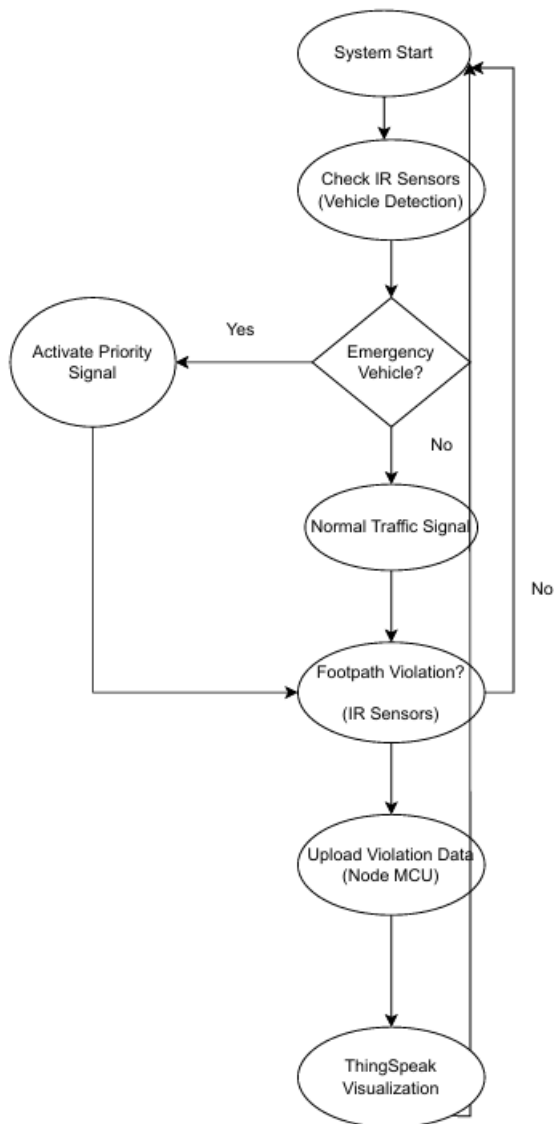 System Start
Check IR Sensors
(Vehicle Detection)
Yes
Activate Priority
Signal
Emergency
Vehicle?
No
Normal Traffic Signal
No
Footpath Violation?
(IR Sensors)
Upload Violation Data
(Node MCU)
ThingSpeak
Visualization